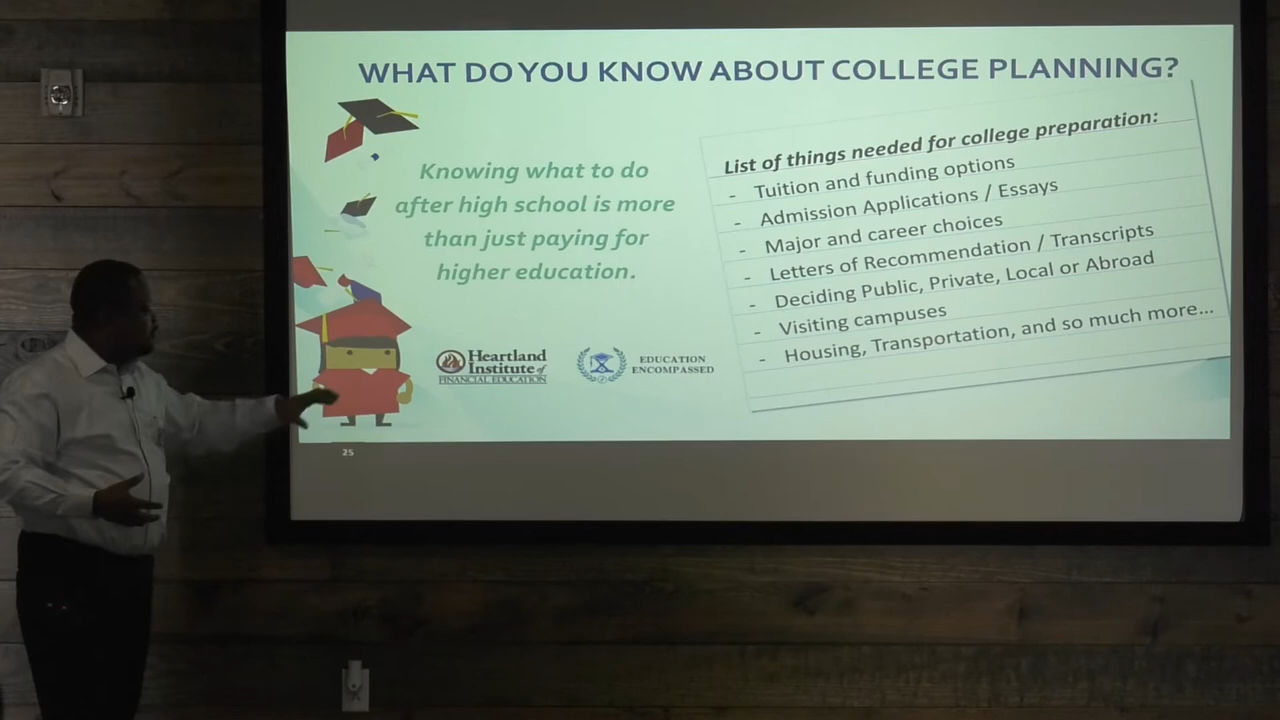 WHAT DO YOU KNOW ABOUT COLLEGE PLANNING?
Knowing what to do
after high school is more
than just paying for
higher education.
Heartland
Institute of
FINANCIAL EDUCATION
EDUCATION
ENCOMPASSED
List of things needed for college preparation:
- Tuition and funding options
- Admission Applications / Essays
- Major and career choices
- Letters of Recommendation / Transcripts
- Deciding Public, Private, Local or Abroad
- Visiting campuses
- Housing, Transportation, and so much more...
25